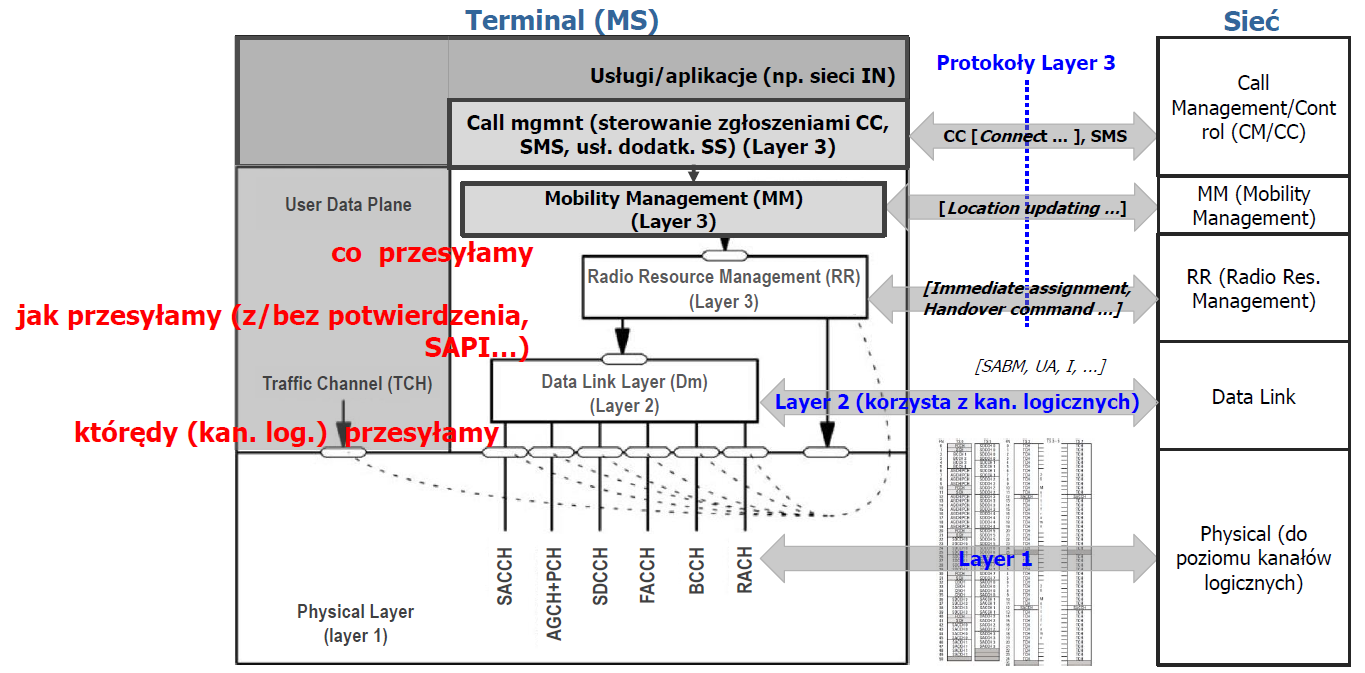 Terminal (MS)
Sieć
Usługi/aplikacje (np. sieci IN)
Protokoły Layer 3
Call
Management/Cont
rol (CM/CC)
Call mgmnt (sterowanie zgłoszeniami CC,
SMS, usł. dodatk. SS) (Layer 3)
CC [Connect ... ], SMS
User Data Plane
Mobility Management (MM)
(Layer 3)
[Location updating ...]
MM (Mobility
Management)
co przesyłamy
Radio Resource Management (RR)
(Layer 3)
[Immediate assignment,
Handover command ...]
RR (Radio Res.
Management)
jak przesyłamy (z/bez potwierdzenia,
SAPI...)
[SABM, UA, I, ...]
Traffic Channel (TCH)
Data Link Layer (Dm)
(Layer 2)
Layer 2 (korzysta z kan. logicznych)
Data Link
którędy (kan. log.) przesyłamy
SACCH
AGCH+PCH
SDCCH
FACCH
BCCH
RACH
Layer 1
Physical (do
poziomu kanałów
logicznych)
Physical Layer
(layer 1)